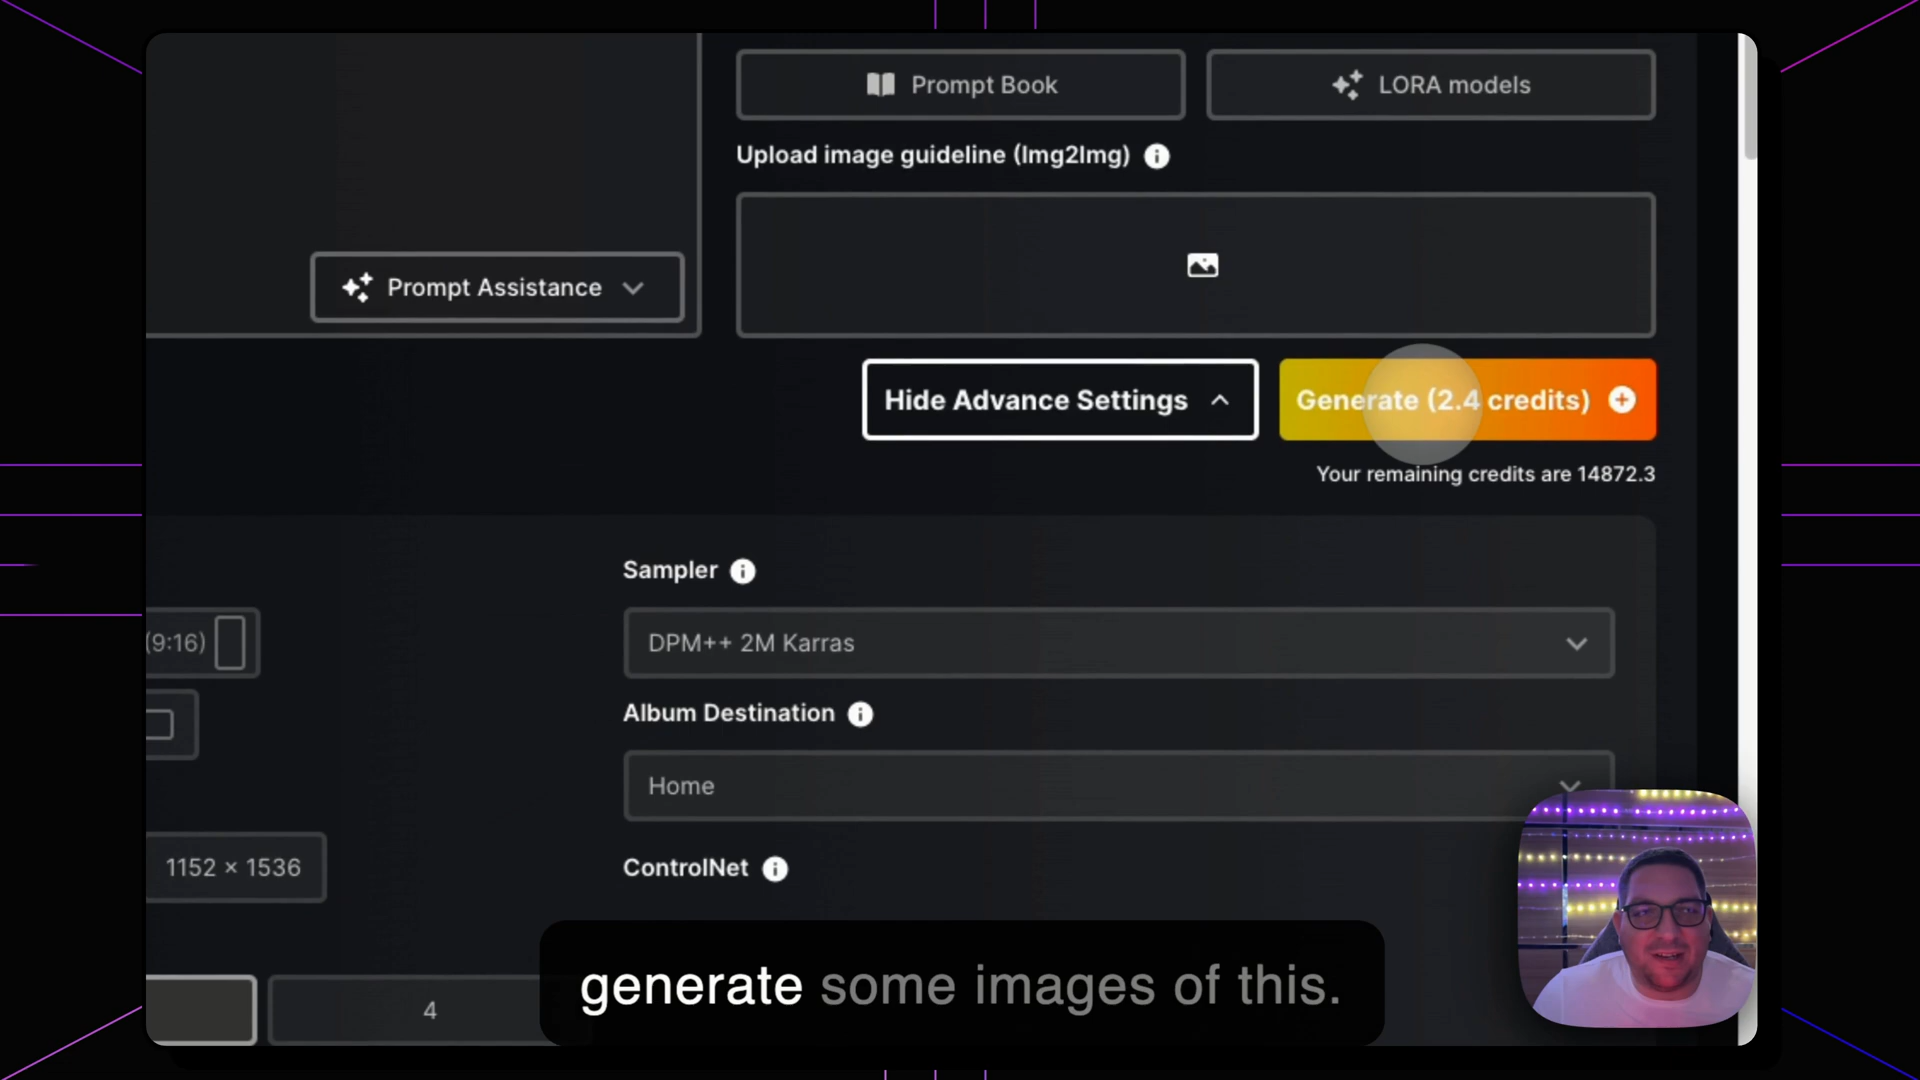 Prompt Book
LORA models
Upload image guideline (Img2Img)
Prompt Assistance
Hide Advance Settings
Generate (2.4 credits)
Your remaining credits are 14872.3
Sampler
(9:16)
DPM++ 2M Karras
Album Destination
Home
1152 × 1536
ControlNet
4
generate some images of this.